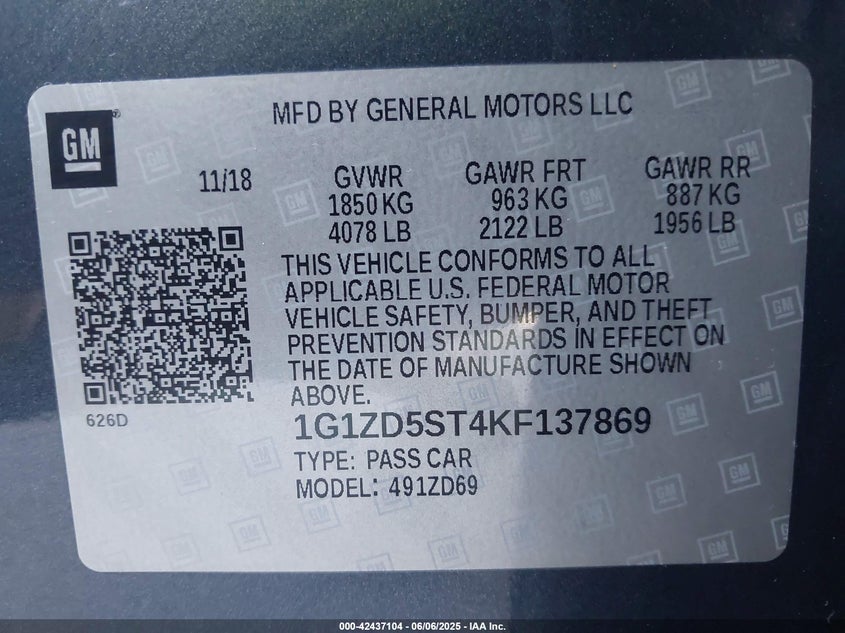 GM
MFD BY GENERAL MOTORS LLC
11/18
GVWR
1850 KG
4078 LB
GAWR FRT
963 KG
2122 LB
GAWR RR
887 KG
1956 LB
THIS VEHICLE CONFORMS TO ALL
APPLICABLE U.S. FEDERAL MOTOR
VEHICLE SAFETY, BUMPER, AND THEFT
PREVENTION STANDARDS IN EFFECT ON
THE DATE OF MANUFACTURE SHOWN
ABOVE.
626D
1G1ZD5ST4KF137869
TYPE: PASS CAR
MODEL: 491ZD69
000-42437104 - 06/06/2025 - IAA Inc.